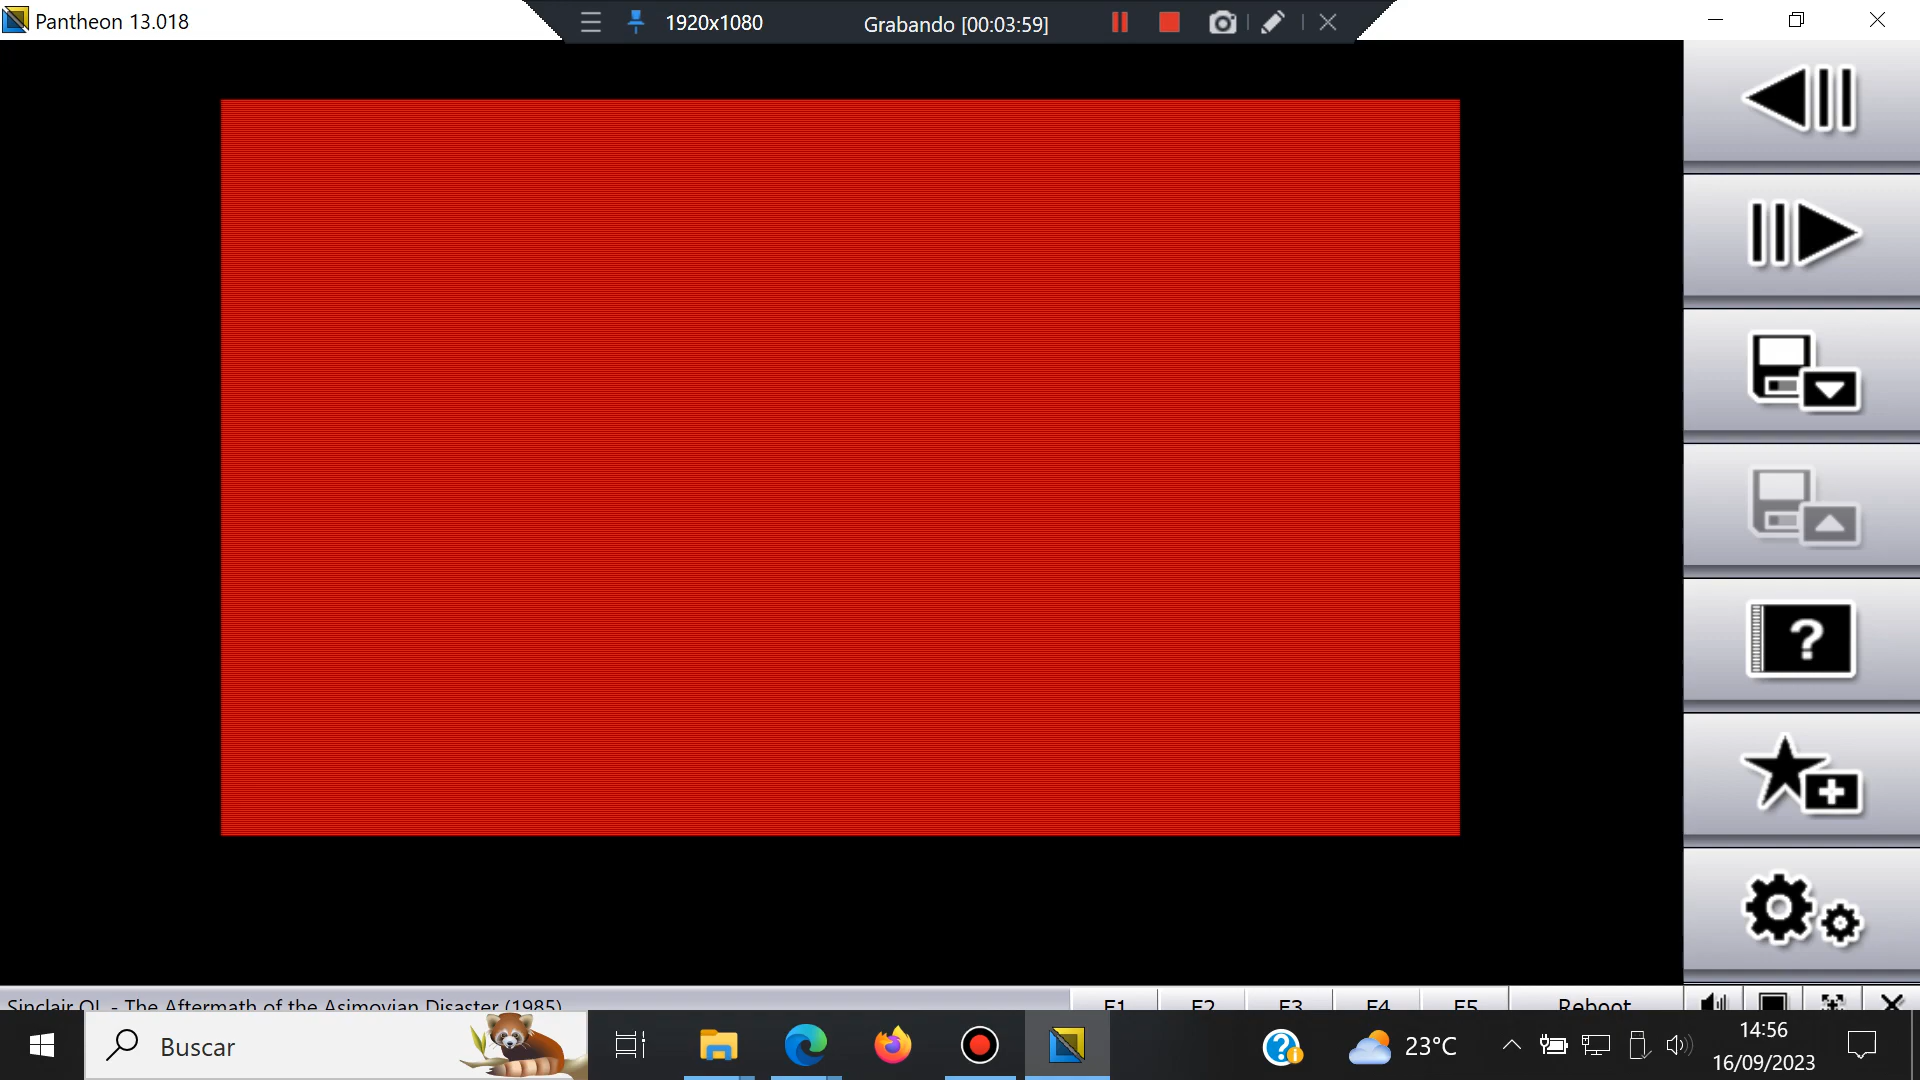 Pantheon 13.018
1920x1080
Grabando [00:03:59]
?
Sinclair QL - The Aftermath of the Asimovian Disaster (1985)
F1
F2
F3
F4
F5
Reboot
Buscar
23°C
14:56
16/09/2023